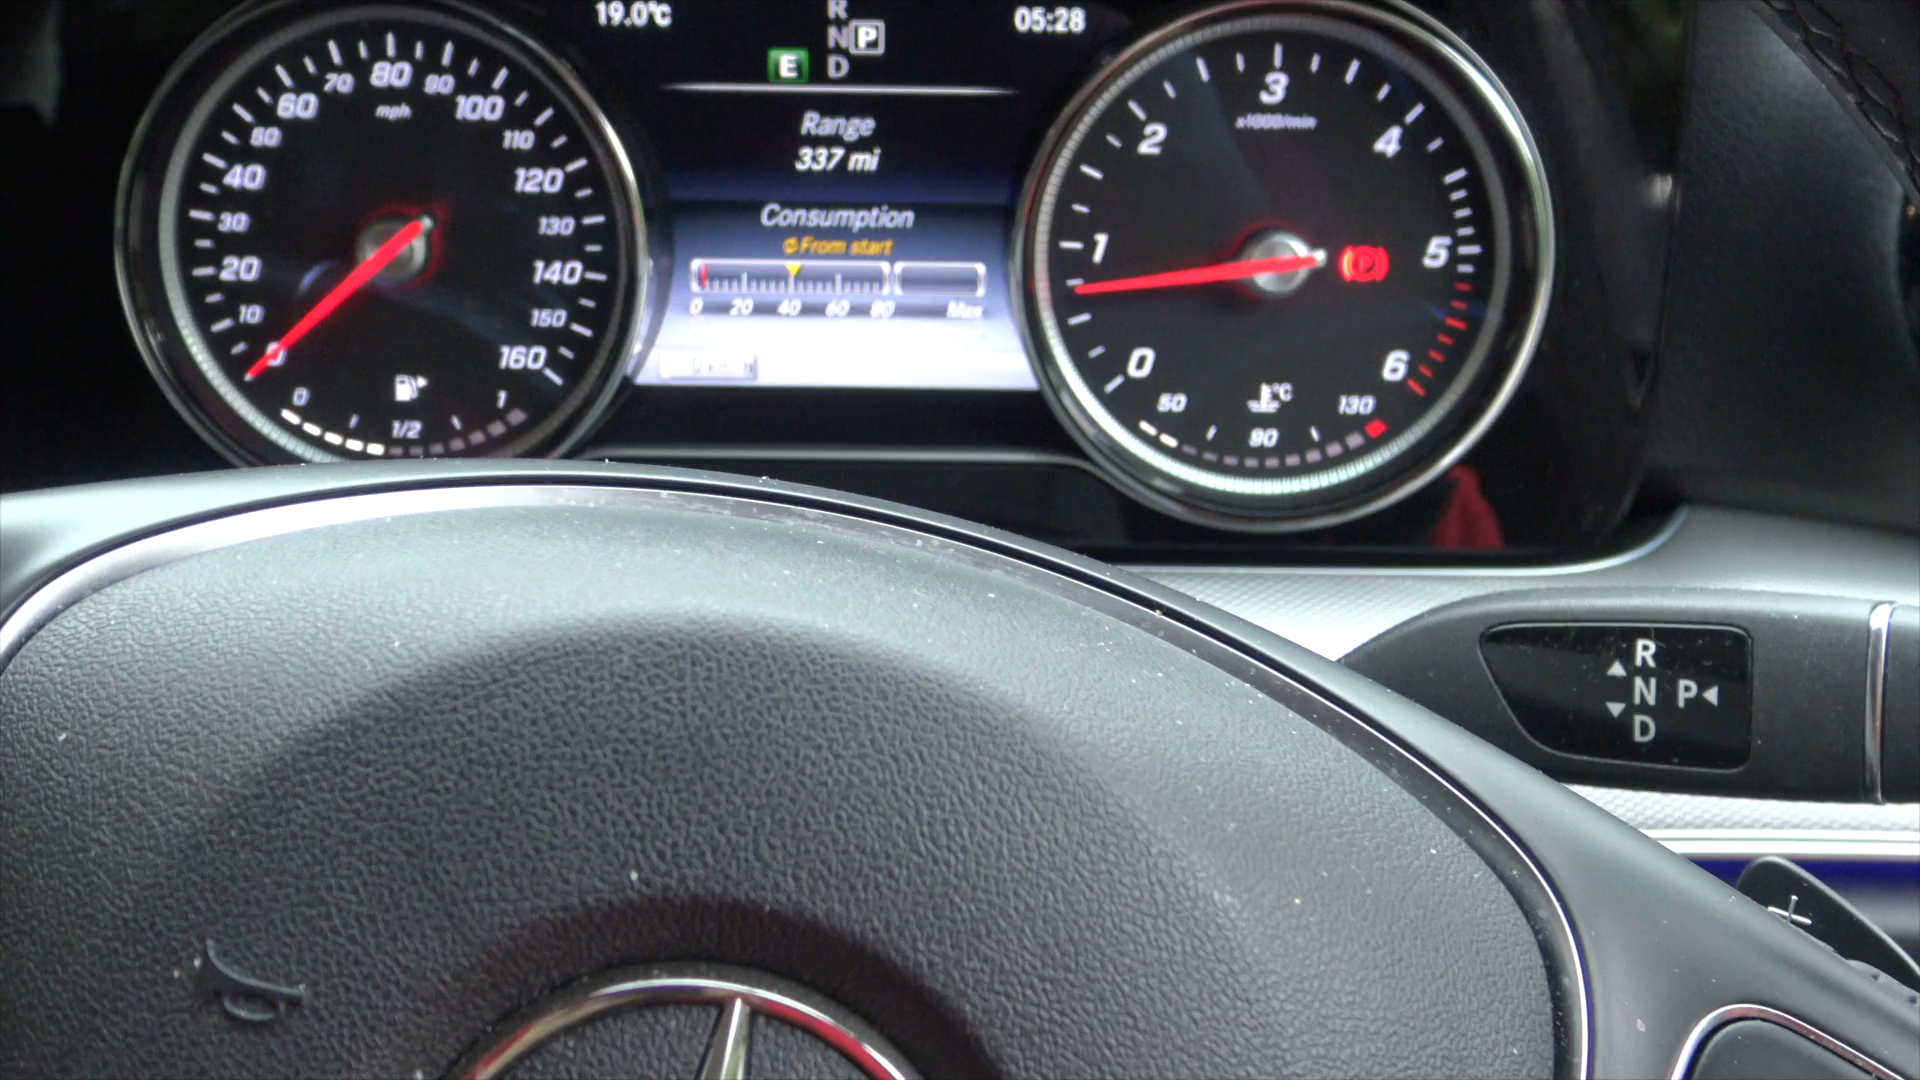 19.0°C
R
N P
D
E
05:28
Range
337 mi
Consumption
From start
0 20 40 60 80 Max
0 10 20 30 40 50 60 70 80 90 100 110 120 130 140 150 160
mph
0 1/2 1
0 1 2 3 4 5 6
x1000/min
P
°C
50 90 130
R
N P
D
+